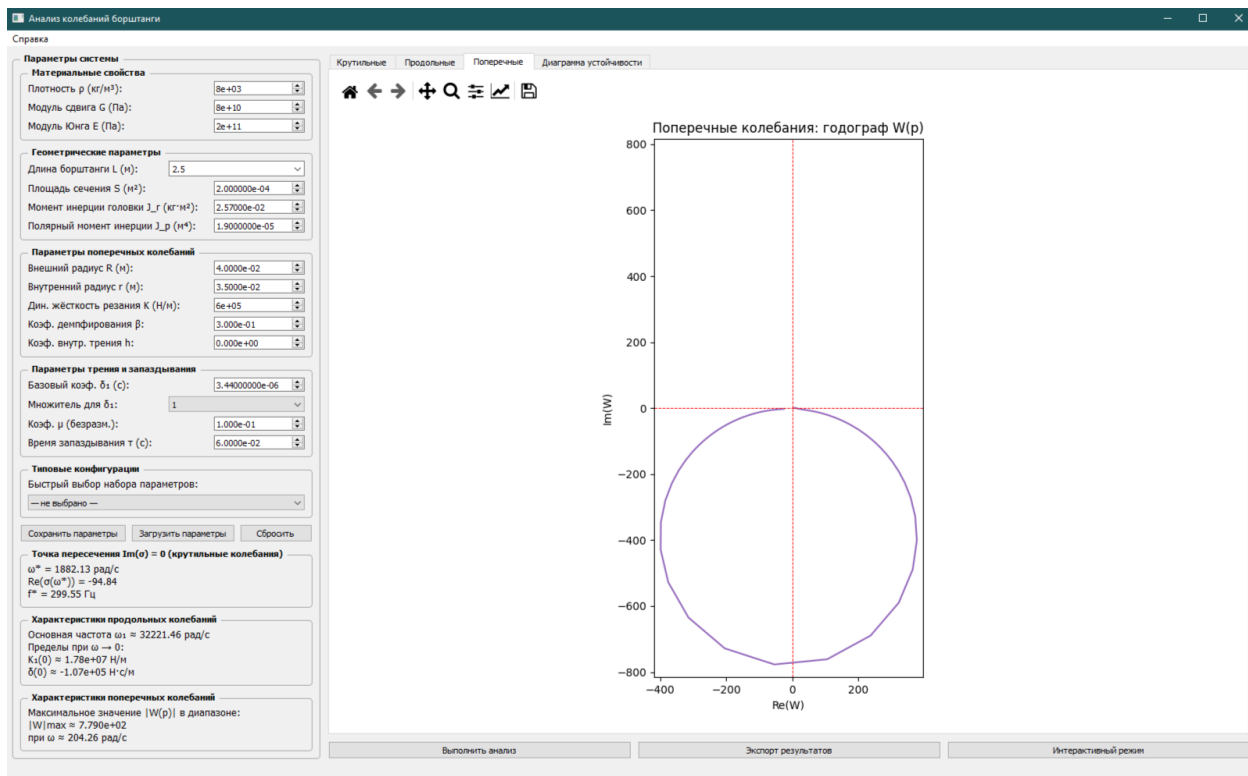 Анализ колебаний борштанги
Справка
Параметры системы
Материальные свойства
Плотность ρ (кг/м³): 8e+03
Модуль сдвига G (Па): 8e+10
Модуль Юнга E (Па): 2e+11
Геометрические параметры
Длина борштанги L (м): 2.5
Площадь сечения S (м²): 2.000000e-04
Момент инерции головки J_r (кг·м²): 2.57000e-02
Полярный момент инерции J_p (м⁴): 1.9000000e-05
Параметры поперечных колебаний
Внешний радиус R (м): 4.0000e-02
Внутренний радиус r (м): 3.5000e-02
Дин. жёсткость резания K (Н/м): 6e+05
Коэф. демпфирования β: 3.000e-01
Коэф. внутр. трения h: 0.000e+00
Параметры трения и запаздывания
Базовый коэф. δ₁ (с): 3.44000000e-06
Множитель для δ₁: 1
Коэф. μ (безразм.): 1.000e-01
Время запаздывания τ (с): 6.0000e-02
Типовые конфигурации
Быстрый выбор набора параметров:
— не выбрано —
Сохранить параметры Загрузить параметры Сбросить
Точка пересечения Im(σ) = 0 (крутильные колебания)
ω* = 1882.13 рад/с
Re(σ(ω*)) = -94.84
f* = 299.55 Гц
Характеристики продольных колебаний
Основная частота ω₁ ≈ 32221.46 рад/с
Пределы при ω → 0:
K₁(0) ≈ 1.78e+07 Н/м
δ(0) ≈ -1.07e+05 Н·с/м
Характеристики поперечных колебаний
Максимальное значение |W(p)| в диапазоне:
|W|max ≈ 7.790e+02
при ω ≈ 204.26 рад/с
Крутильные Продольные Поперечные Диаграмма устойчивости
Поперечные колебания: годограф W(p)
800
600
400
200
0
−200
−400
−600
−800
Im(W)
−400 −200 0 200
Re(W)
Выполнить анализ Экспорт результатов Интерактивный режим